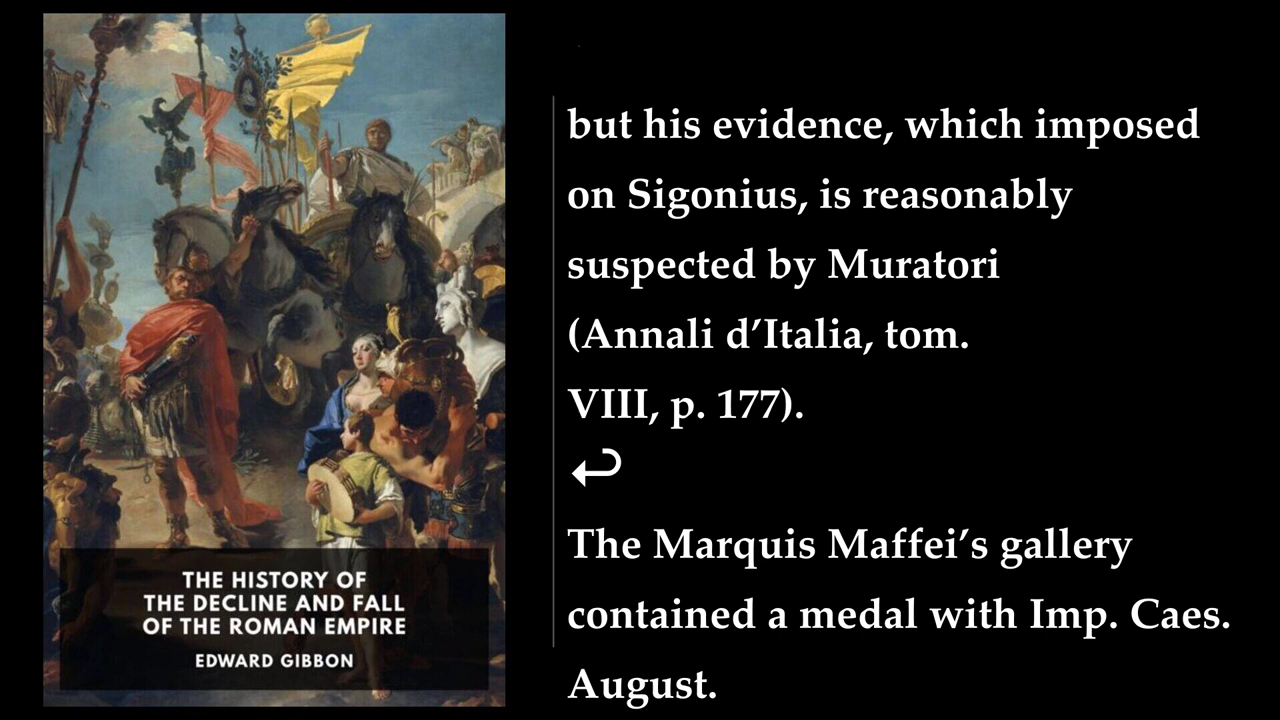 THE HISTORY OF
THE DECLINE AND FALL
OF THE ROMAN EMPIRE
EDWARD GIBBON
but his evidence, which imposed
on Sigonius, is reasonably
suspected by Muratori
(Annali d’Italia, tom.
VIII, p. 177).
↩
The Marquis Maffei’s gallery
contained a medal with Imp. Caes.
August.